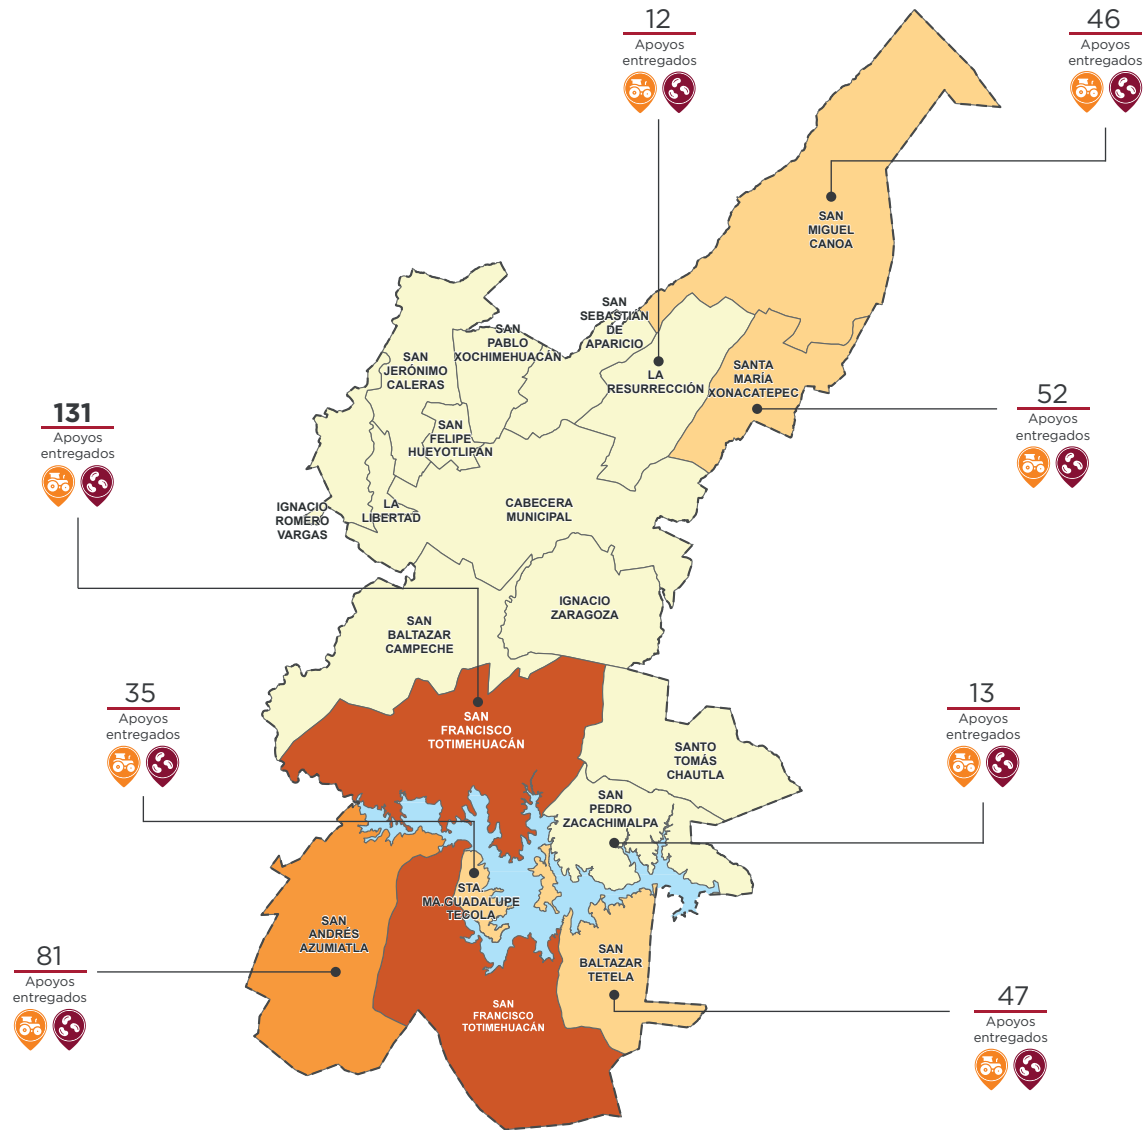 12
Apoyos
entregados
46
Apoyos
entregados
SAN
MIGUEL
CANOA
SAN
SEBASTIÁN
DE
APARICIO
SAN
PABLO
XOCHIMEHUACÁN
SAN
JERÓNIMO
CALERAS
LA
RESURRECCIÓN
SANTA
MARÍA
XONACATEPEC
52
Apoyos
entregados
131
Apoyos
entregados
SAN
FELIPE
HUEYOTLIPAN
IGNACIO
ROMERO
VARGAS
LA
LIBERTAD
CABECERA
MUNICIPAL
IGNACIO
ZARAGOZA
SAN
BALTAZAR
CAMPECHE
35
Apoyos
entregados
SAN
FRANCISCO
TOTIMEHUACÁN
13
Apoyos
entregados
SANTO
TOMÁS
CHAUTLA
SAN
PEDRO
ZACACHIMALPA
STA.
MA.GUADALUPE
TECOLA
SAN
ANDRÉS
AZUMIATLA
81
Apoyos
entregados
SAN
BALTAZAR
TETELA
SAN
FRANCISCO
TOTIMEHUACÁN
47
Apoyos
entregados